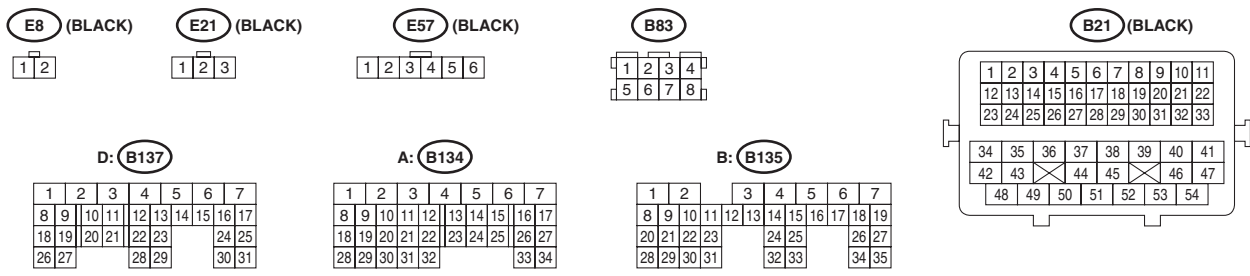 E8 (BLACK)
1 2
E21 (BLACK)
1 2 3
E57 (BLACK)
1 2 3 4 5 6
B83
1 2 3 4
5 6 7 8
B21 (BLACK)
1 2 3 4 5 6 7 8 9 10 11
12 13 14 15 16 17 18 19 20 21 22
23 24 25 26 27 28 29 30 31 32 33
34 35 36 37 38 39 40 41
42 43 44 45 46 47
48 49 50 51 52 53 54
D: B137
1 2 3 4 5 6 7
8 9 10 11 12 13 14 15 16 17
18 19 20 21 22 23 24 25
26 27 28 29 30 31
A: B134
1 2 3 4 5 6 7
8 9 10 11 12 13 14 15 16 17
18 19 20 21 22 23 24 25 26 27
28 29 30 31 32 33 34
B: B135
1 2 3 4 5 6 7
8 9 10 11 12 13 14 15 16 17 18 19
20 21 22 23 24 25 26 27
28 29 30 31 32 33 34 35